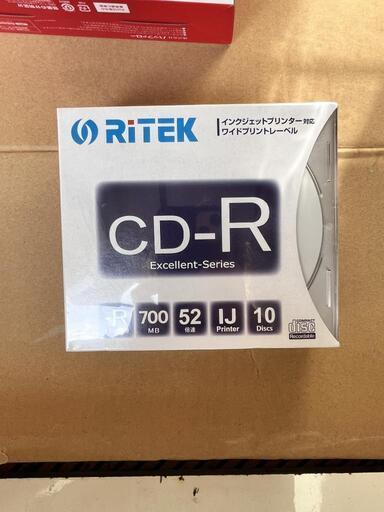 RiTEK
インクジェットプリンター対応
ワイドプリントレーベル
CD-R
Excellent-Series
-R
700
MB
52
倍速
IJ
Printer
10
Discs
COMPACT
disc
Recordable